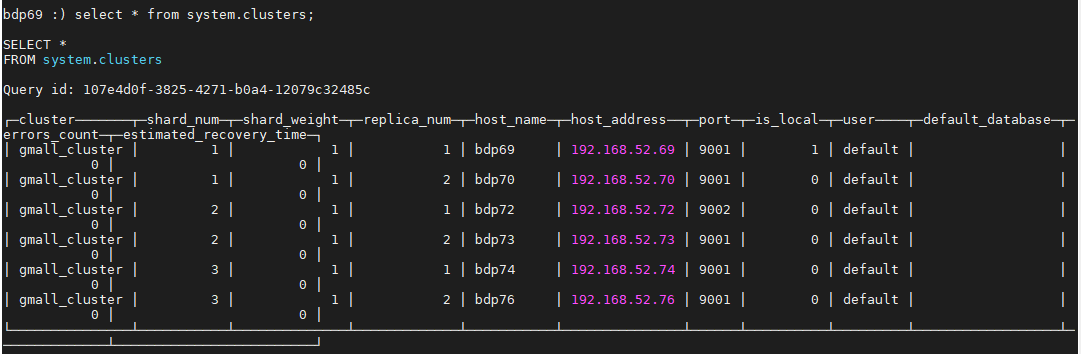 bdp69 :) select * from system.clusters;
SELECT *
FROM system.clusters
Query id: 107e4d0f-3825-4271-b0a4-12079c32485c
┌─cluster───────┬─shard_num─┬─shard_weight─┬─replica_num─┬─host_name─┬─host_address──┬─port─┬─is_local─┬─user────┬─default_database─┬─
errors_count─┬─estimated_recovery_time─┐
│ gmall_cluster │         1 │            1 │           1 │ bdp69     │ 192.168.52.69 │ 9001 │        1 │ default │                  │
           0 │                       0 │
│ gmall_cluster │         1 │            1 │           2 │ bdp70     │ 192.168.52.70 │ 9001 │        0 │ default │                  │
           0 │                       0 │
│ gmall_cluster │         2 │            1 │           1 │ bdp72     │ 192.168.52.72 │ 9002 │        0 │ default │                  │
           0 │                       0 │
│ gmall_cluster │         2 │            1 │           2 │ bdp73     │ 192.168.52.73 │ 9001 │        0 │ default │                  │
           0 │                       0 │
│ gmall_cluster │         3 │            1 │           1 │ bdp74     │ 192.168.52.74 │ 9001 │        0 │ default │                  │
           0 │                       0 │
│ gmall_cluster │         3 │            1 │           2 │ bdp76     │ 192.168.52.76 │ 9001 │        0 │ default │                  │
           0 │                       0 │
└───────────────┴───────────┴──────────────┴─────────────┴───────────┴───────────────┴──────┴──────────┴─────────┴──────────────────┴─
─────────────┴─────────────────────────┘